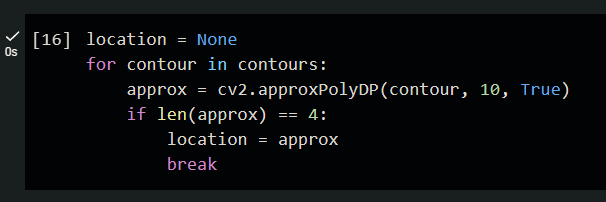 [16] location = None
for contour in contours:
    approx = cv2.approxPolyDP(contour, 10, True)
    if len(approx) == 4:
        location = approx
        break
0s